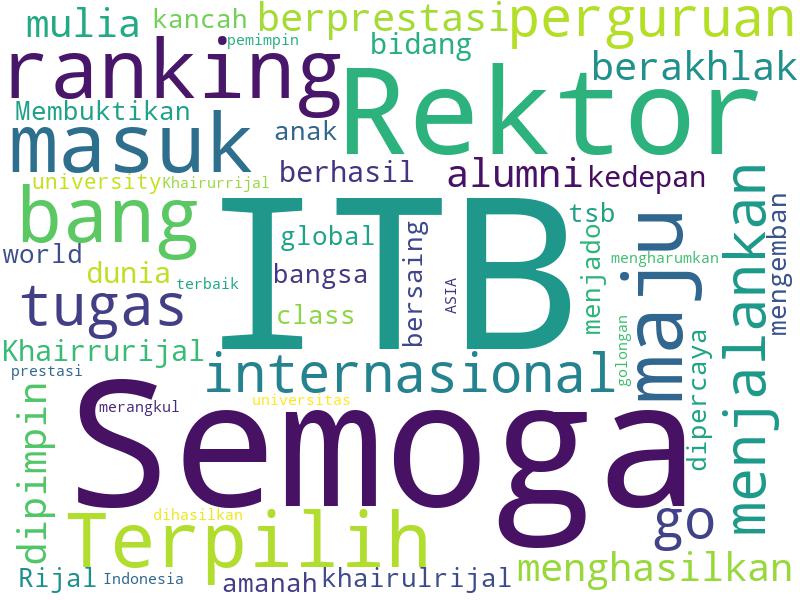 mulia
kancah
berprestasi
perguruan
pemimpin
bidang
ranking
Rektor
berakhlak
Membuktikan
masuk
anak
berhasil
alumni
kedepan
university
Khairurrijal
bang
ITB
tsb
menjalankan
maju
mengemban
world
global
bersaing
menjado
mengharumkan
dunia
terbaik
bangsa
ASIA
tugas
class
Khairrurijal
internasional
golongan
dipercaya
prestasi
merangkul
universitas
Semoga
dipimpin
Terpilih
dihasilkan
go
Rijal
Indonesia
amanah
khairulrijal
menghasilkan